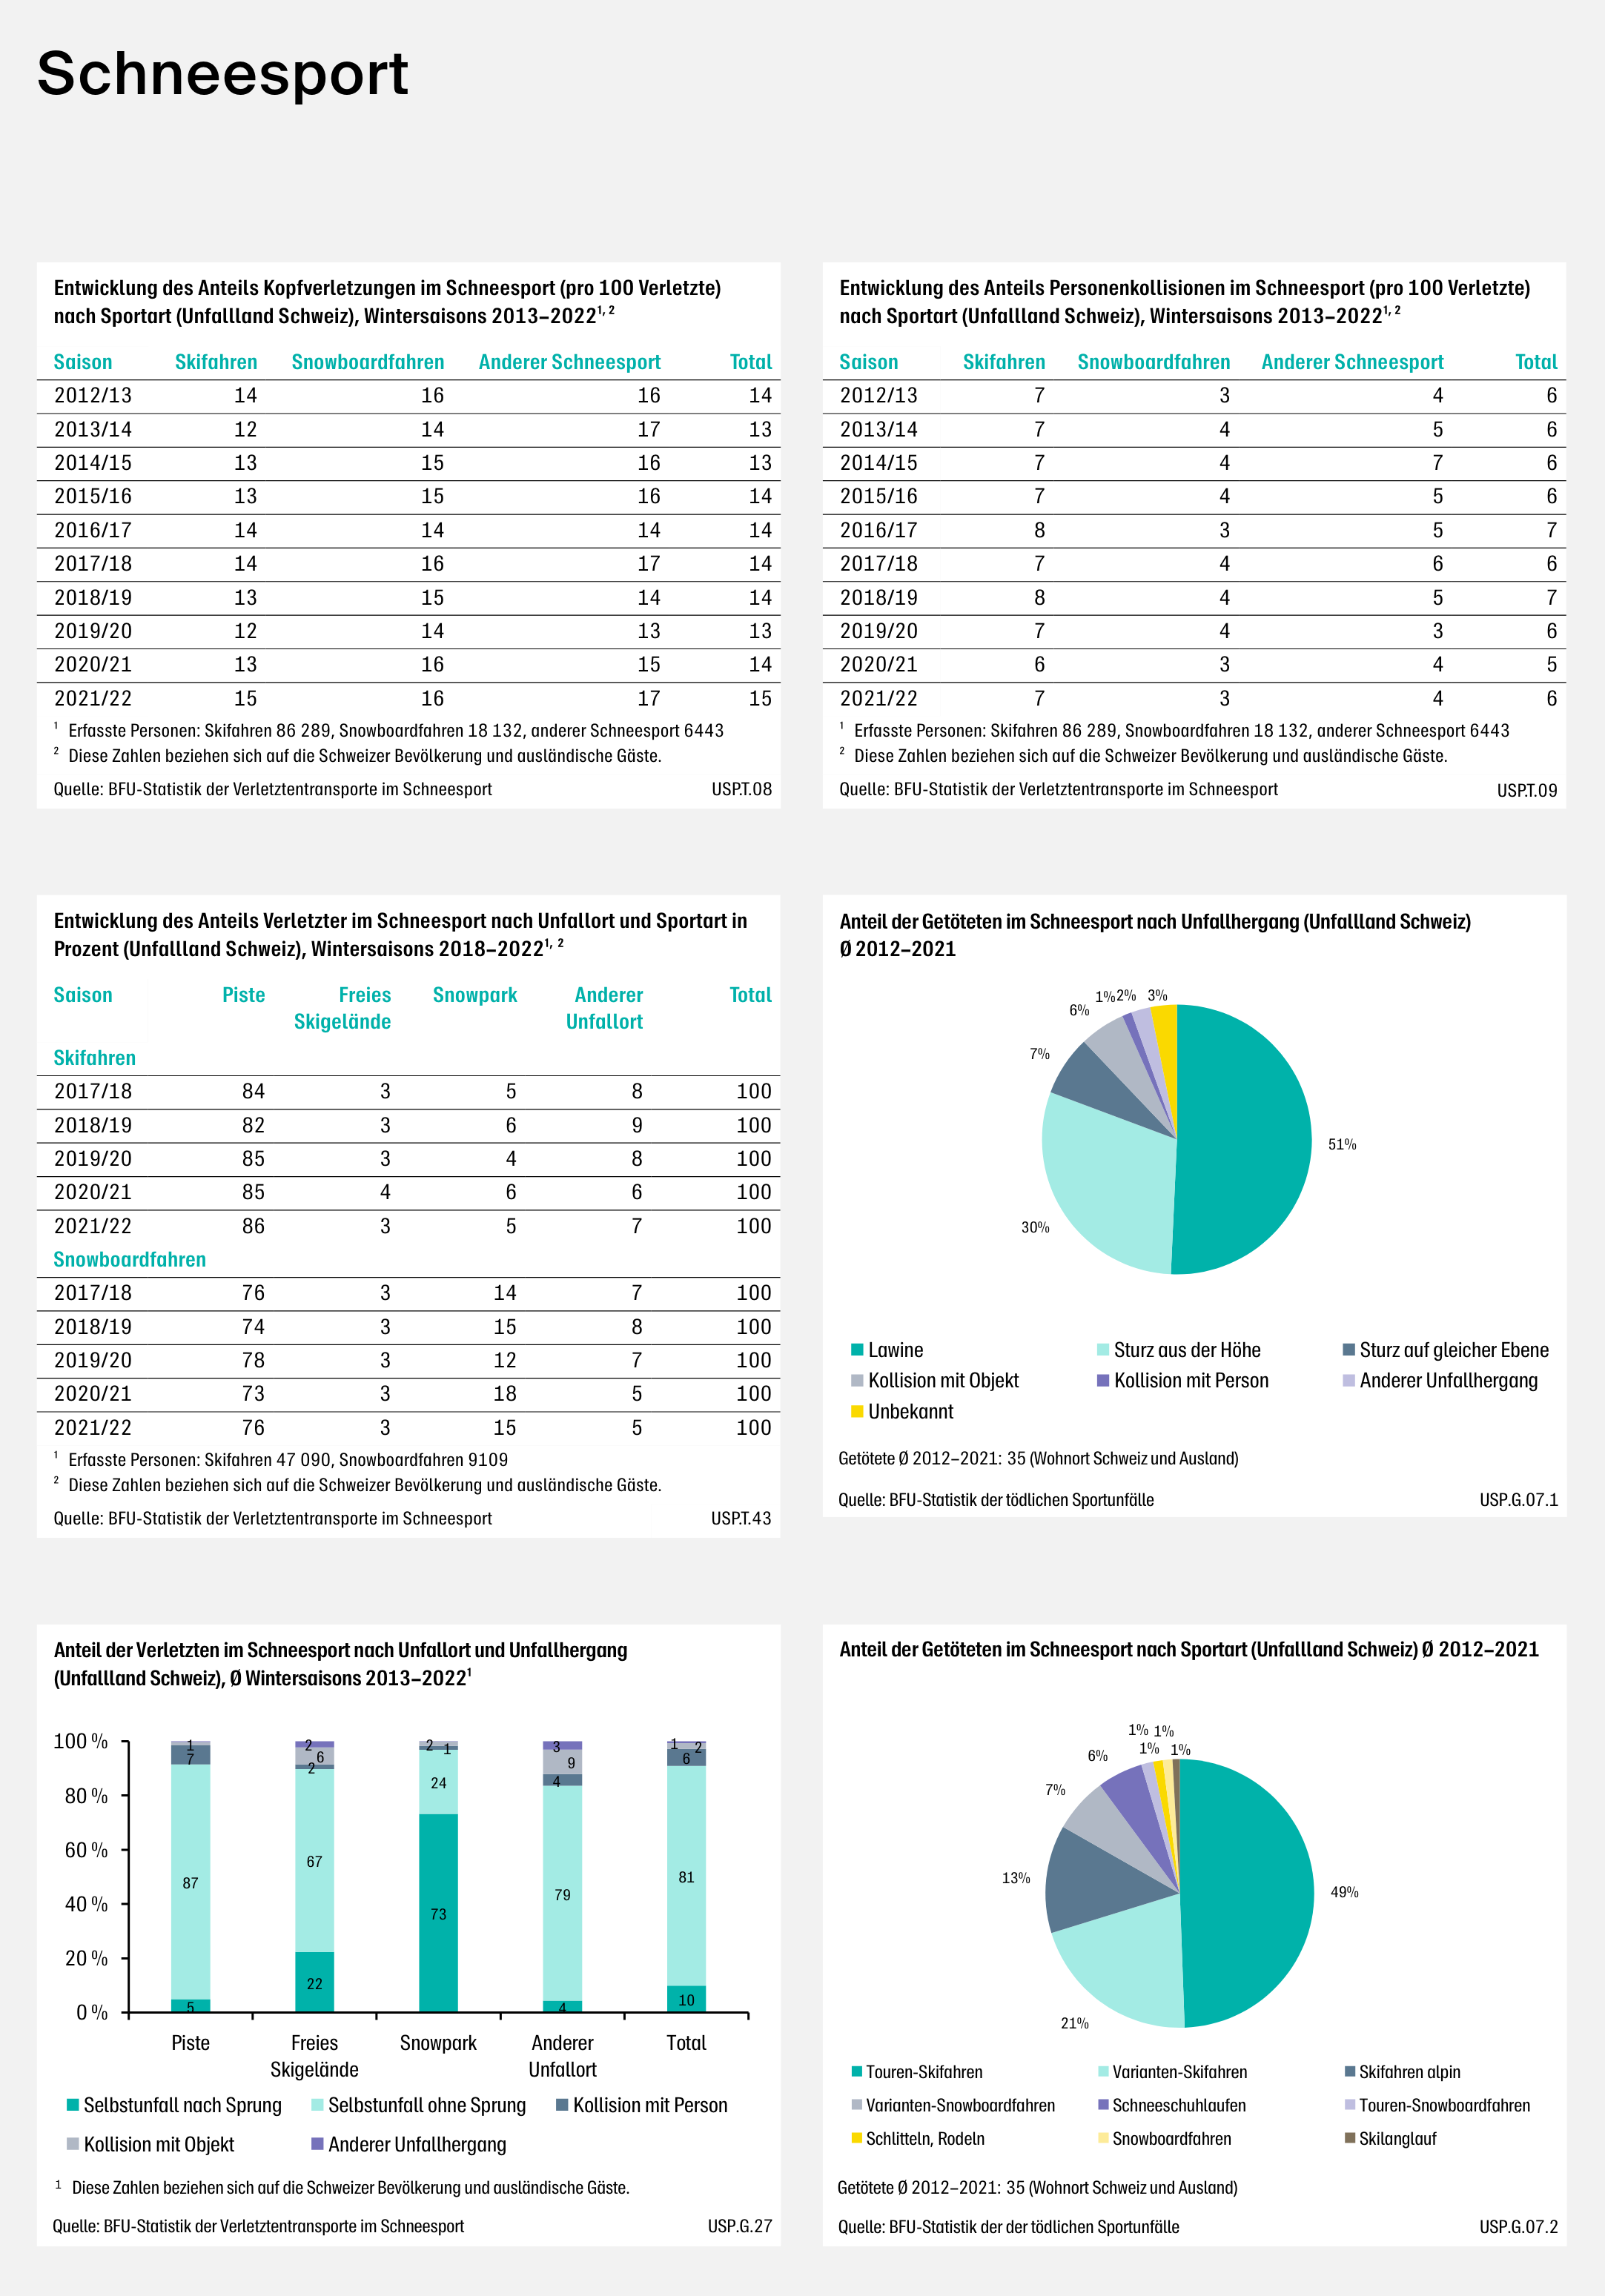 Schneesport
Entwicklung des Anteils Kopfverletzungen im Schneesport (pro 100 Verletzte)
nach Sportart (Unfallland Schweiz), Wintersaisons 2013–2022¹, ²
Saison Skifahren Snowboardfahren Anderer Schneesport Total
2012/13 14 16 16 14
2013/14 12 14 17 13
2014/15 13 15 16 13
2015/16 13 15 16 14
2016/17 14 14 14 14
2017/18 14 16 17 14
2018/19 13 15 14 14
2019/20 12 14 13 13
2020/21 13 16 15 14
2021/22 15 16 17 15
¹ Erfasste Personen: Skifahren 86 289, Snowboardfahren 18 132, anderer Schneesport 6443
² Diese Zahlen beziehen sich auf die Schweizer Bevölkerung und ausländische Gäste.
Quelle: BFU-Statistik der Verletztentransporte im Schneesport USP.T.08
Entwicklung des Anteils Personenkollisionen im Schneesport (pro 100 Verletzte)
nach Sportart (Unfallland Schweiz), Wintersaisons 2013–2022¹, ²
Saison Skifahren Snowboardfahren Anderer Schneesport Total
2012/13 7 3 4 6
2013/14 7 4 5 6
2014/15 7 4 7 6
2015/16 7 4 5 6
2016/17 8 3 5 7
2017/18 7 4 6 6
2018/19 8 4 5 7
2019/20 7 4 3 6
2020/21 6 3 4 5
2021/22 7 3 4 6
¹ Erfasste Personen: Skifahren 86 289, Snowboardfahren 18 132, anderer Schneesport 6443
² Diese Zahlen beziehen sich auf die Schweizer Bevölkerung und ausländische Gäste.
Quelle: BFU-Statistik der Verletztentransporte im Schneesport USP.T.09
Entwicklung des Anteils Verletzter im Schneesport nach Unfallort und Sportart in
Prozent (Unfallland Schweiz), Wintersaisons 2018–2022¹, ²
Saison Piste Freies Snowpark Anderer Total
Skigelände Unfallort
Skifahren
2017/18 84 3 5 8 100
2018/19 82 3 6 9 100
2019/20 85 3 4 8 100
2020/21 85 4 6 6 100
2021/22 86 3 5 7 100
Snowboardfahren
2017/18 76 3 14 7 100
2018/19 74 3 15 8 100
2019/20 78 3 12 7 100
2020/21 73 3 18 5 100
2021/22 76 3 15 5 100
¹ Erfasste Personen: Skifahren 47 090, Snowboardfahren 9109
² Diese Zahlen beziehen sich auf die Schweizer Bevölkerung und ausländische Gäste.
Quelle: BFU-Statistik der Verletztentransporte im Schneesport USP.T.43
Anteil der Getöteten im Schneesport nach Unfallhergang (Unfallland Schweiz)
Ø 2012–2021
1% 2% 3%
6%
7%
51%
30%
Lawine Sturz aus der Höhe Sturz auf gleicher Ebene
Kollision mit Objekt Kollision mit Person Anderer Unfallhergang
Unbekannt
Getötete Ø 2012–2021: 35 (Wohnort Schweiz und Ausland)
Quelle: BFU-Statistik der tödlichen Sportunfälle USP.G.07.1
Anteil der Verletzten im Schneesport nach Unfallort und Unfallhergang
(Unfallland Schweiz), Ø Wintersaisons 2013–2022¹
100 % 1 2 2 3 1
7 6 1 9 2
2 4 6
80 % 24
60 % 67
87 79 81
40 % 73
20 % 22
10
0 % 5 4
Piste Freies Snowpark Anderer Total
Skigelände Unfallort
Selbstunfall nach Sprung Selbstunfall ohne Sprung Kollision mit Person
Kollision mit Objekt Anderer Unfallhergang
¹ Diese Zahlen beziehen sich auf die Schweizer Bevölkerung und ausländische Gäste.
Quelle: BFU-Statistik der Verletztentransporte im Schneesport USP.G.27
Anteil der Getöteten im Schneesport nach Sportart (Unfallland Schweiz) Ø 2012–2021
1% 1%
6% 1% 1%
7%
13%
49%
21%
Touren-Skifahren Varianten-Skifahren Skifahren alpin
Varianten-Snowboardfahren Schneeschuhlaufen Touren-Snowboardfahren
Schlitteln, Rodeln Snowboardfahren Skilanglauf
Getötete Ø 2012–2021: 35 (Wohnort Schweiz und Ausland)
Quelle: BFU-Statistik der der tödlichen Sportunfälle USP.G.07.2